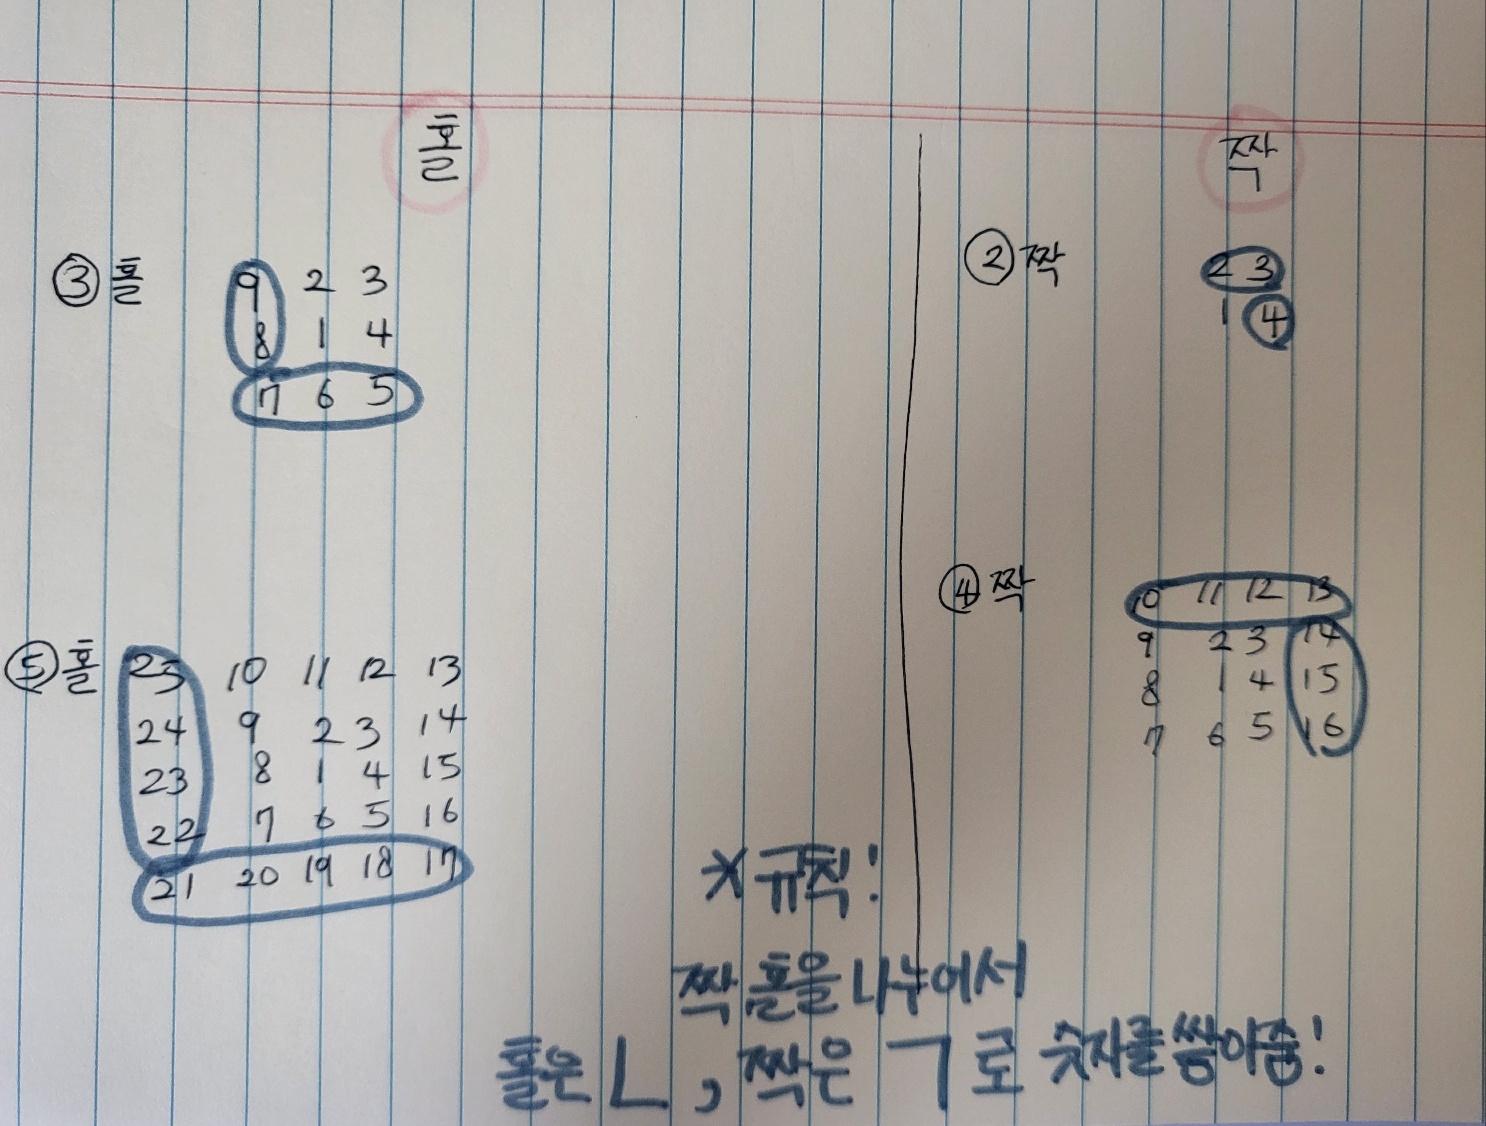 홀
③ 홀
9 2 3
8 1 4
7 6 5
⑤ 홀
25 10 11 12 13
24 9 2 3 14
23 8 1 4 15
22 7 6 5 16
21 20 19 18 17
짝
② 짝
2 3
1 4
④ 짝
10 11 12 13
9 2 3 14
8 1 4 15
7 6 5 16
* 규칙!
짝 홀을 나누어서
홀은 ㄴ, 짝은 ㄱ로 숫자를 쌓아줌!